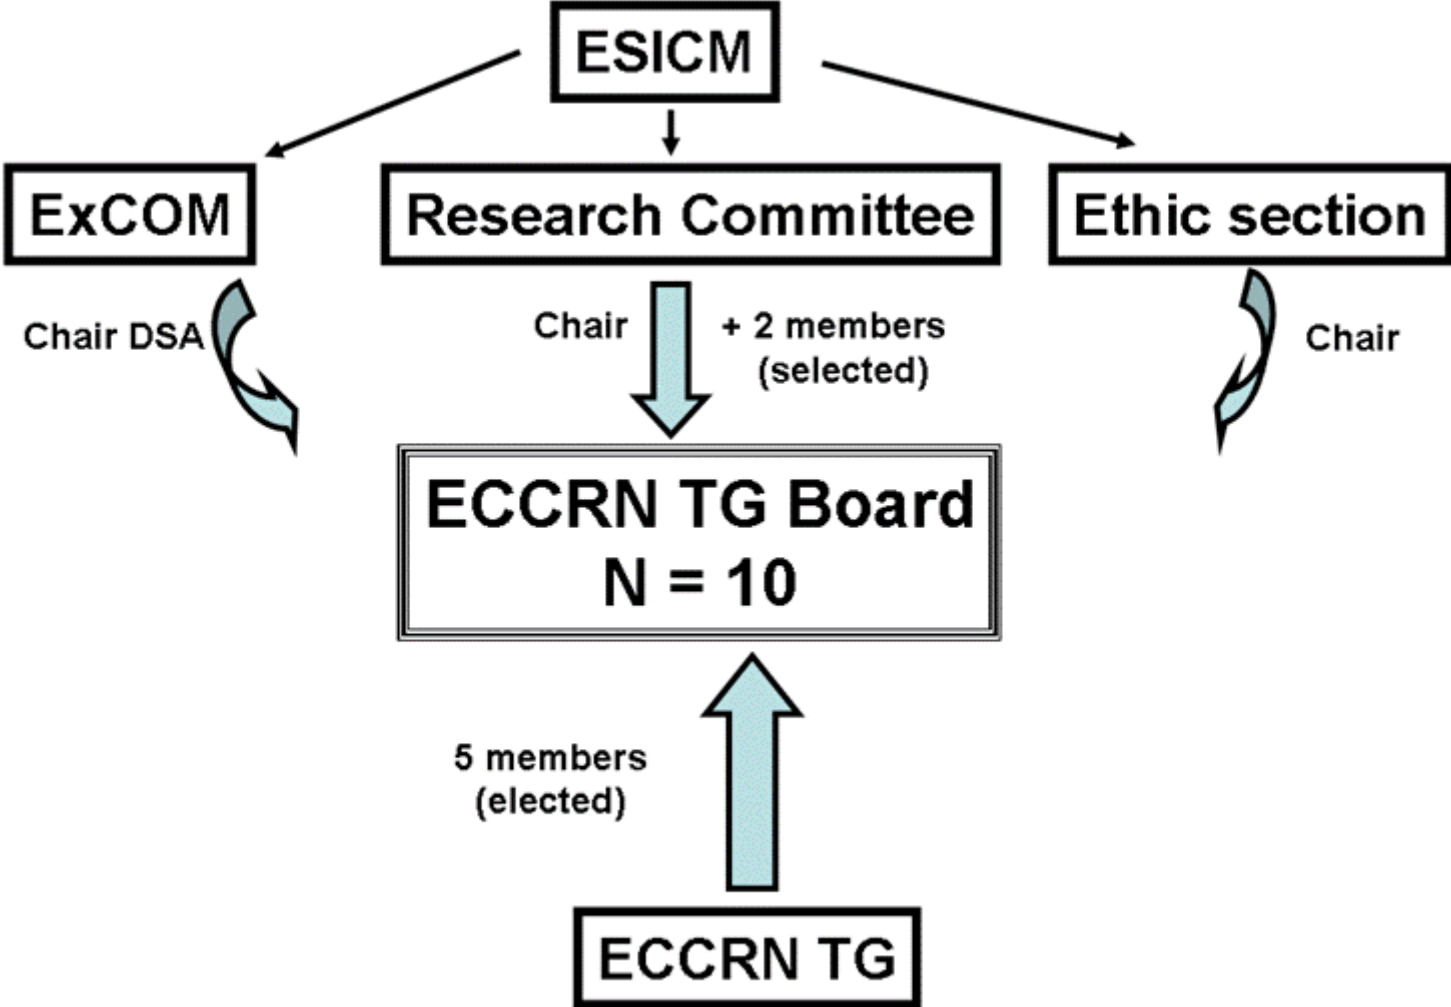 ESICM
ExCOM
Research Committee
Ethic section
Chair DSA
Chair
+ 2 members
(selected)
Chair
ECCRN TG Board
N = 10
5 members
(elected)
ECCRN TG